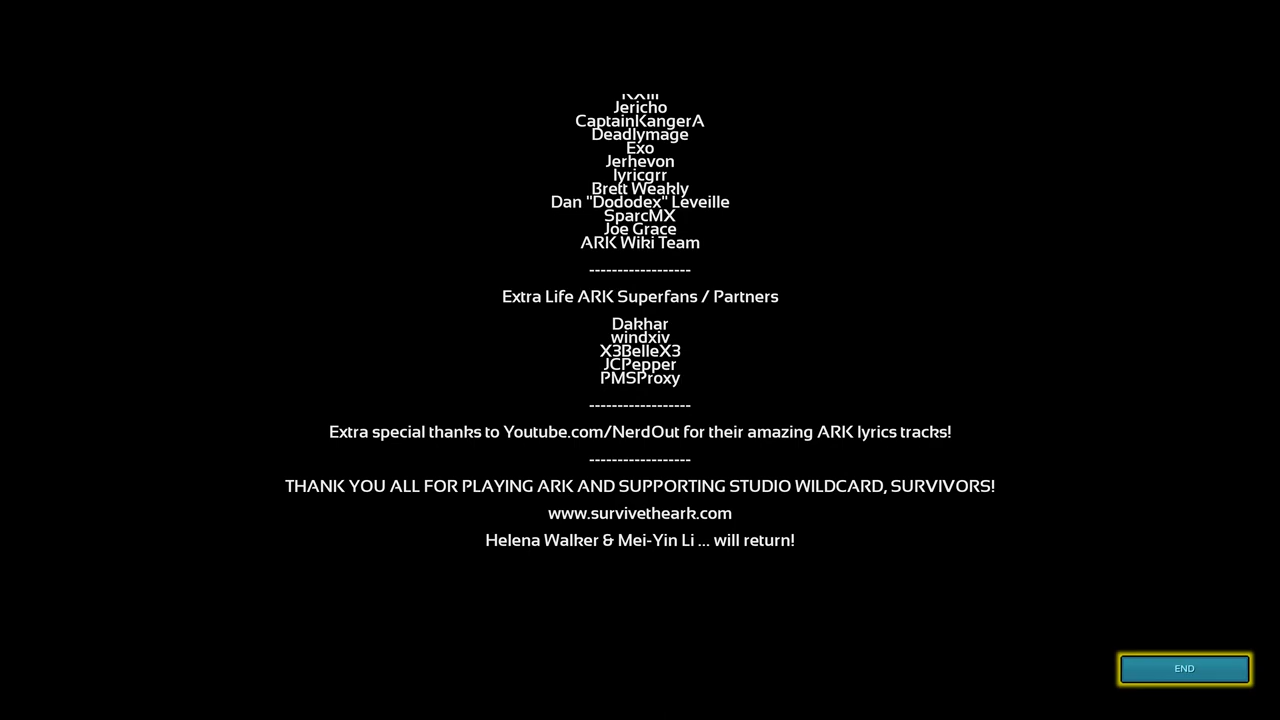 Jericho
CaptainKangerA
Deadlymage
Exo
Jerhevon
lyricgrr
Brett Weakly
Dan "Dododex" Leveille
SparcMX
Joe Grace
ARK Wiki Team
------------------
Extra Life ARK Superfans / Partners
Dakhar
windxiv
X3BelleX3
JCPepper
PMSProxy
------------------
Extra special thanks to Youtube.com/NerdOut for their amazing ARK lyrics tracks!
------------------
THANK YOU ALL FOR PLAYING ARK AND SUPPORTING STUDIO WILDCARD, SURVIVORS!
www.survivetheark.com
Helena Walker & Mei-Yin Li ... will return!
END